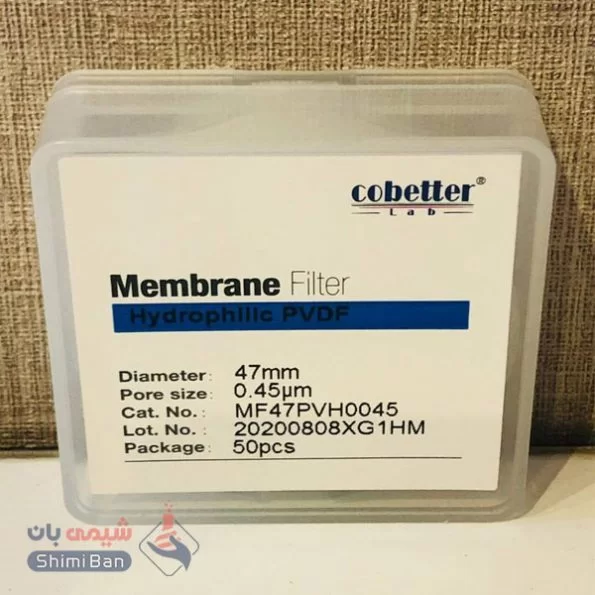 cobetter®
Lab
Membrane Filter
Hydrophilic PVDF
Diameter: 47mm
Pore size: 0.45µm
Cat. No.: MF47PVH0045
Lot. No.: 20200808XG1HM
Package: 50pcs
شیمی بان
ShimiBan